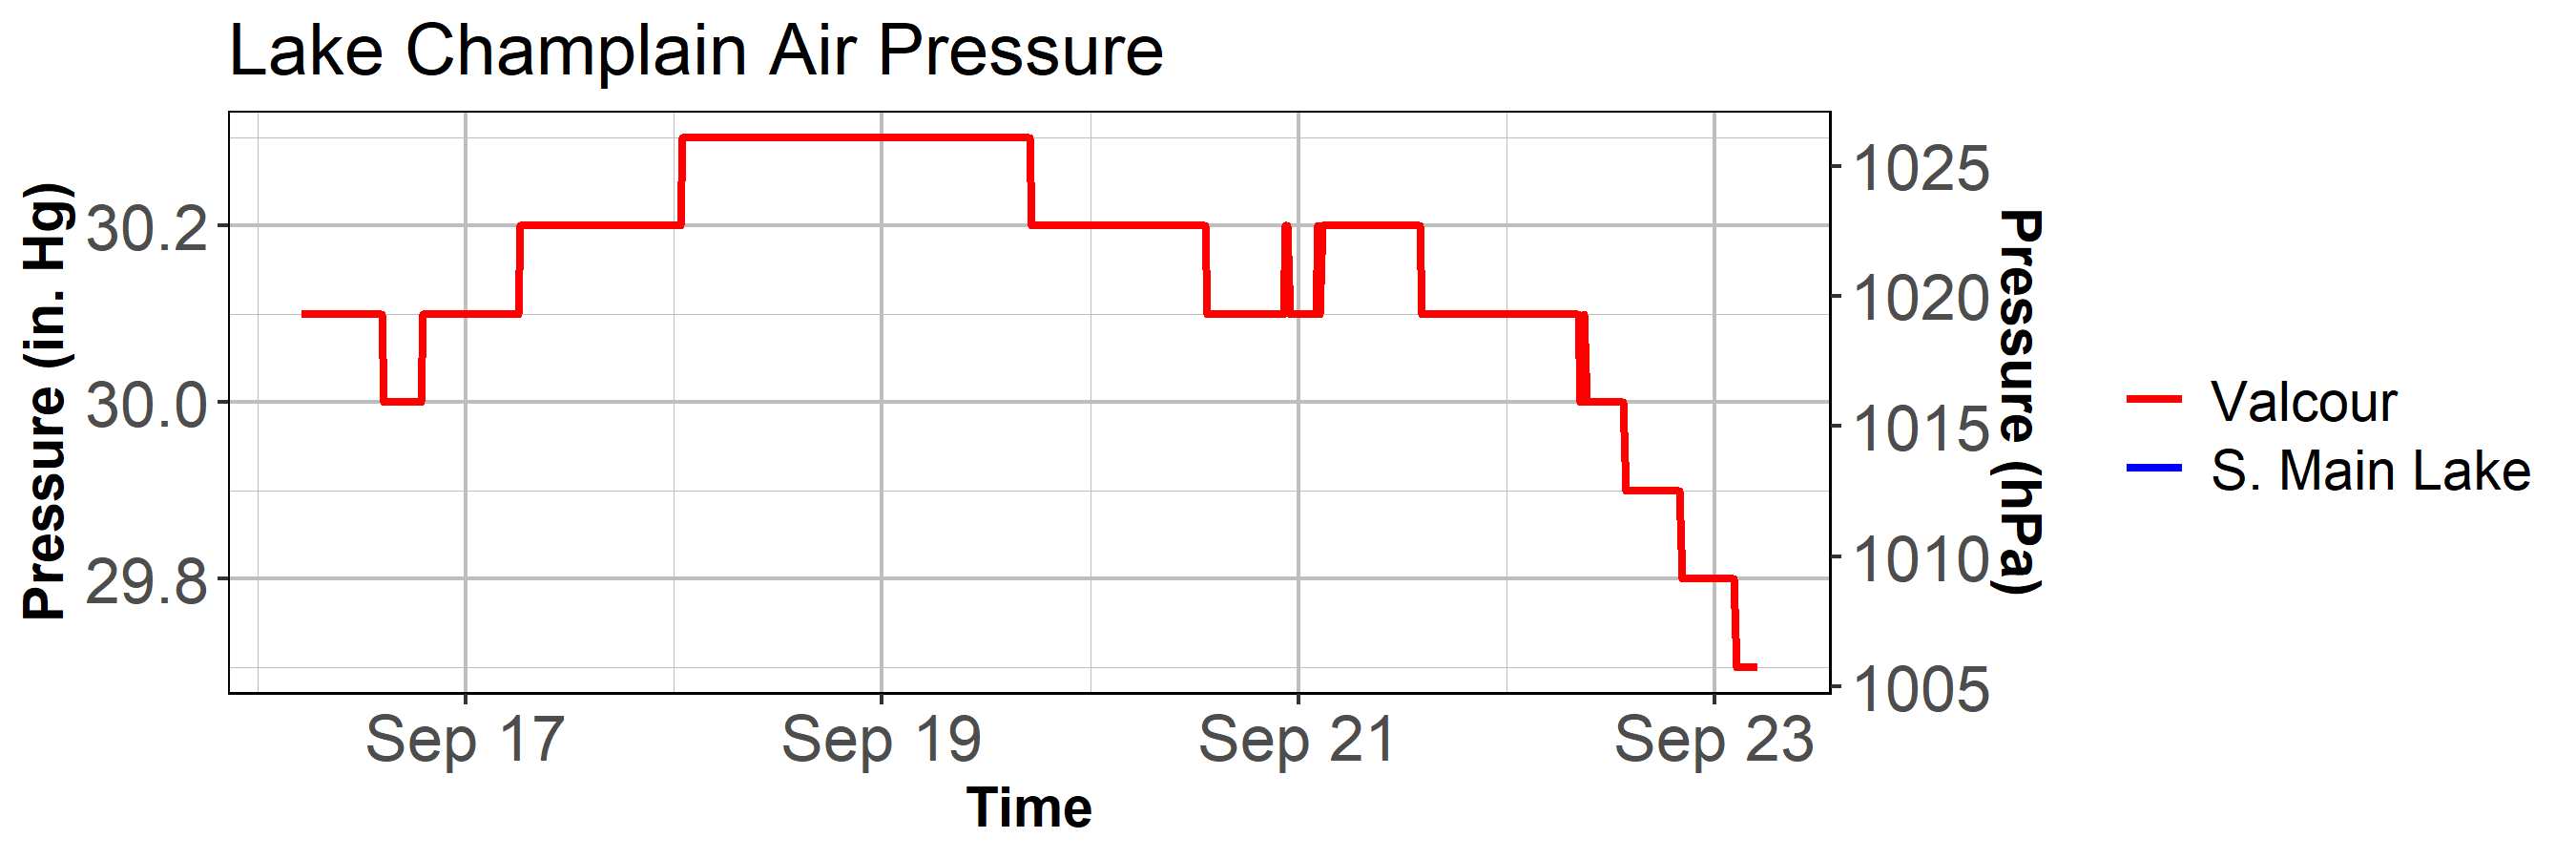 Lake Champlain Air Pressure
Pressure (in. Hg)
30.2
30.0
29.8
1025
1020
1015
1010
1005
Pressure (hPa)
Sep 17 Sep 19 Sep 21 Sep 23
Time
Valcour
S. Main Lake